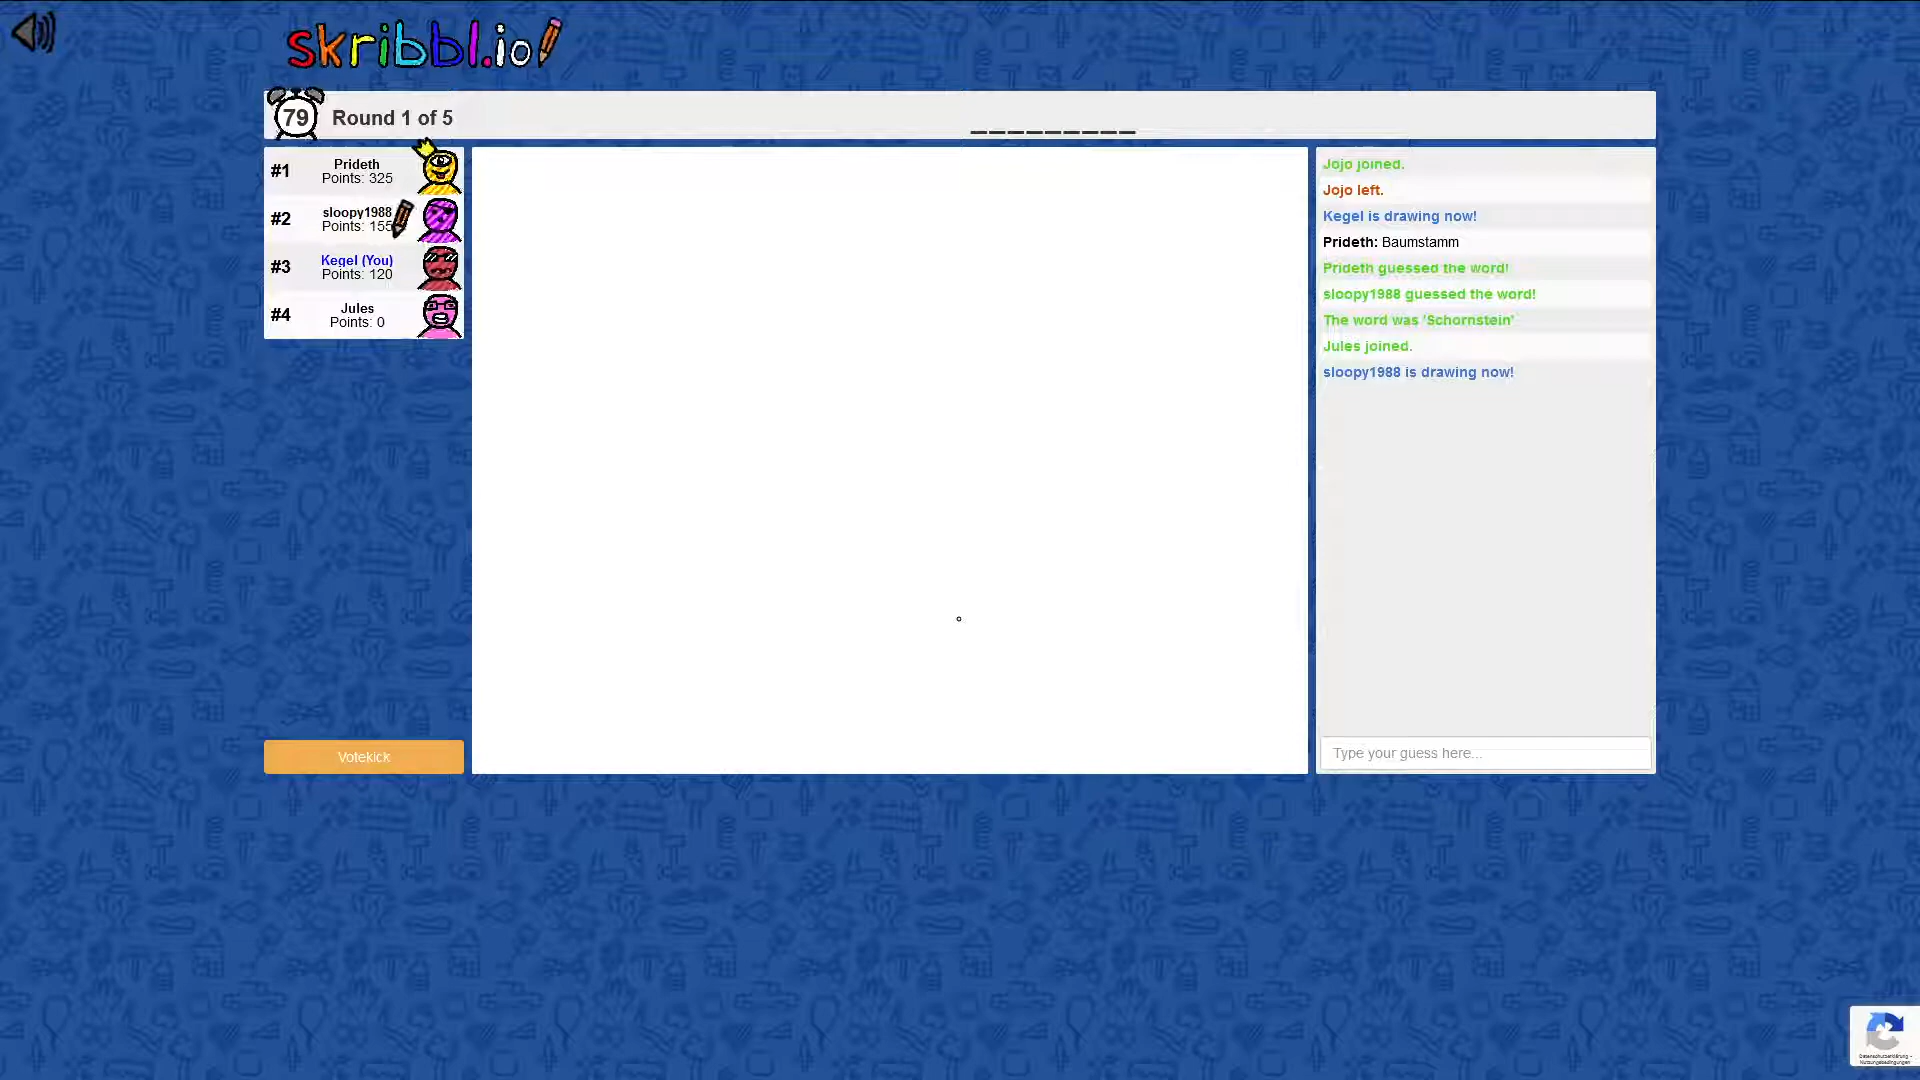 skribbl.io
79
Round 1 of 5
_________
#1
Prideth
Points: 325
#2
sloopy1988
Points: 155
#3
Kegel (You)
Points: 120
#4
Jules
Points: 0
Votekick
Jojo joined.
Jojo left.
Kegel is drawing now!
Prideth: Baumstamm
Prideth guessed the word!
sloopy1988 guessed the word!
The word was 'Schornstein'
Jules joined.
sloopy1988 is drawing now!
Type your guess here...
Datenschutzerklärung -
Nutzungsbedingungen